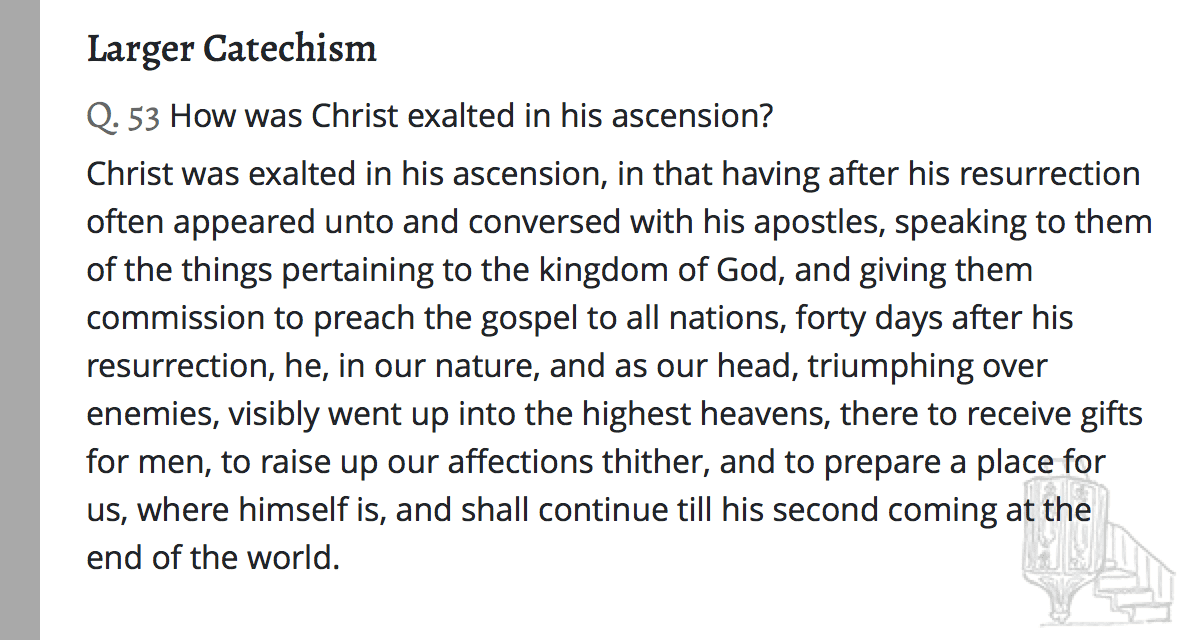 Larger Catechism
Q. 53 How was Christ exalted in his ascension?
Christ was exalted in his ascension, in that having after his resurrection
often appeared unto and conversed with his apostles, speaking to them
of the things pertaining to the kingdom of God, and giving them
commission to preach the gospel to all nations, forty days after his
resurrection, he, in our nature, and as our head, triumphing over
enemies, visibly went up into the highest heavens, there to receive gifts
for men, to raise up our affections thither, and to prepare a place for
us, where himself is, and shall continue till his second coming at the
end of the world.